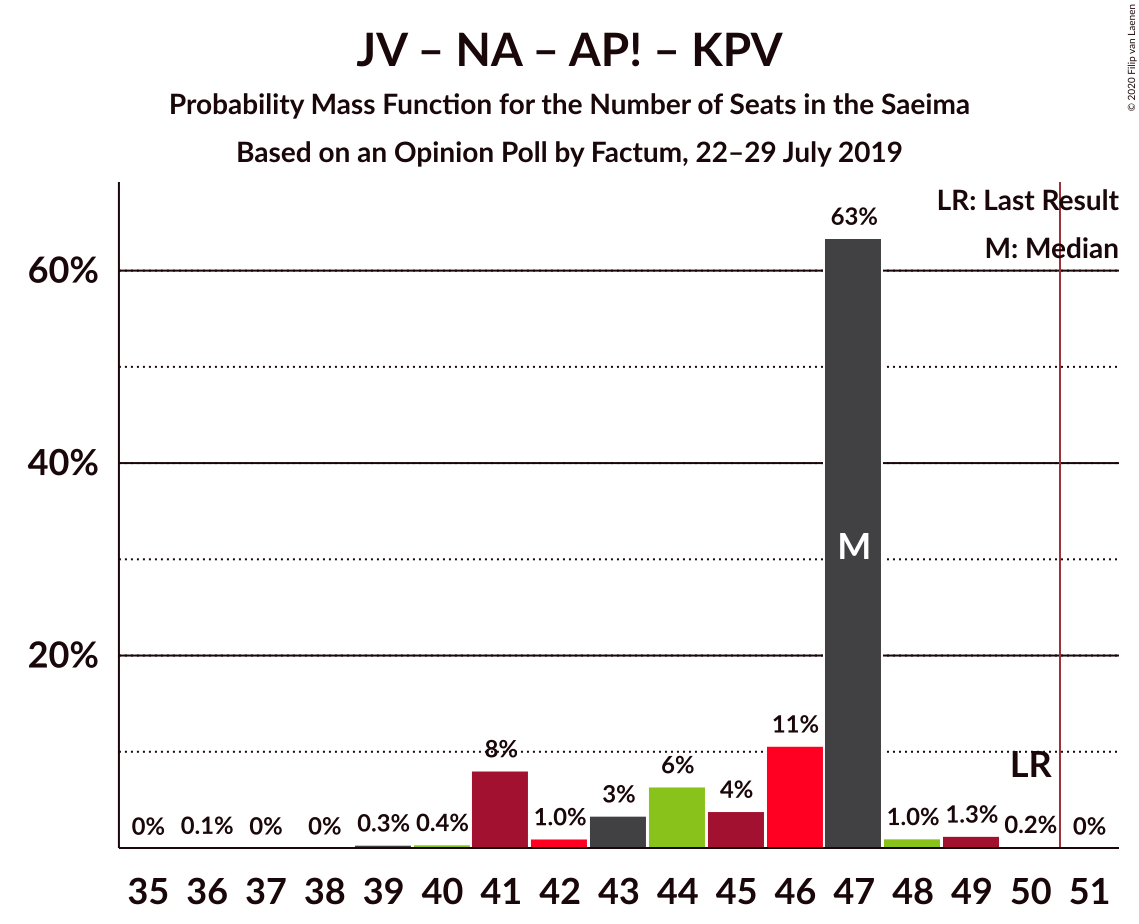 JV – NA – AP! – KPV
Probability Mass Function for the Number of Seats in the Saeima
Based on an Opinion Poll by Factum, 22–29 July 2019
© 2020 Filip van Laenen
LR: Last Result
M: Median
60%
40%
20%
0% 0.1% 0% 0% 0.3% 0.4% 8% 1.0% 3% 6% 4% 11% 63% 1.0% 1.3% 0.2% 0%
M
LR
35 36 37 38 39 40 41 42 43 44 45 46 47 48 49 50 51